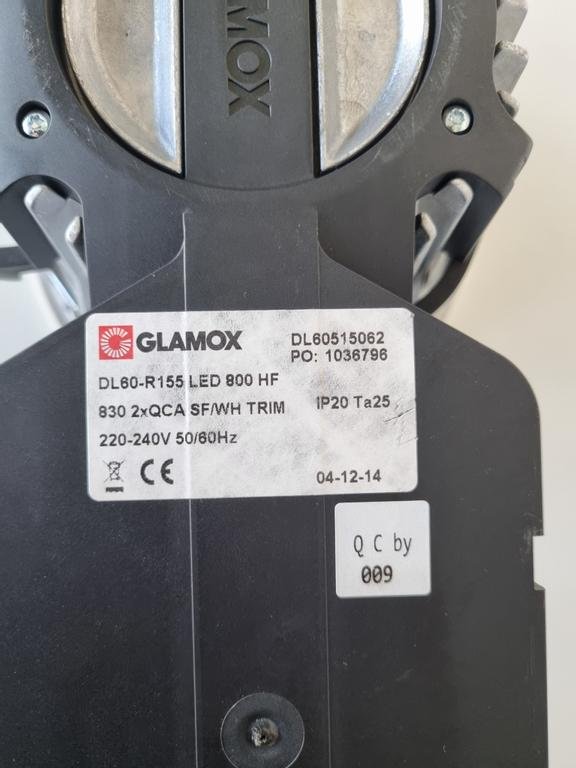 MOX
GLAMOX
DL60515062
PO: 1036796
DL60-R155 LED 800 HF
830 2xQCA SF/WH TRIM
IP20 Ta25
220-240V 50/60Hz
CE
04-12-14
Q C by
009